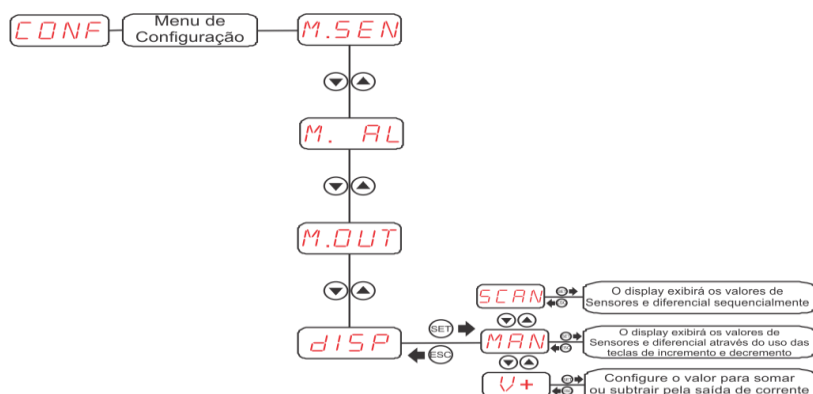 CONF
Menu de
Configuração
M.SEN
M. AL
M.OUT
dISP
SET
ESC
SCAN
O display exibirá os valores de
Sensores e diferencial sequencialmente
MAN
O display exibirá os valores de
Sensores e diferencial através do uso das
teclas de incremento e decremento
V+
Configure o valor para somar
ou subtrair pela saída de corrente